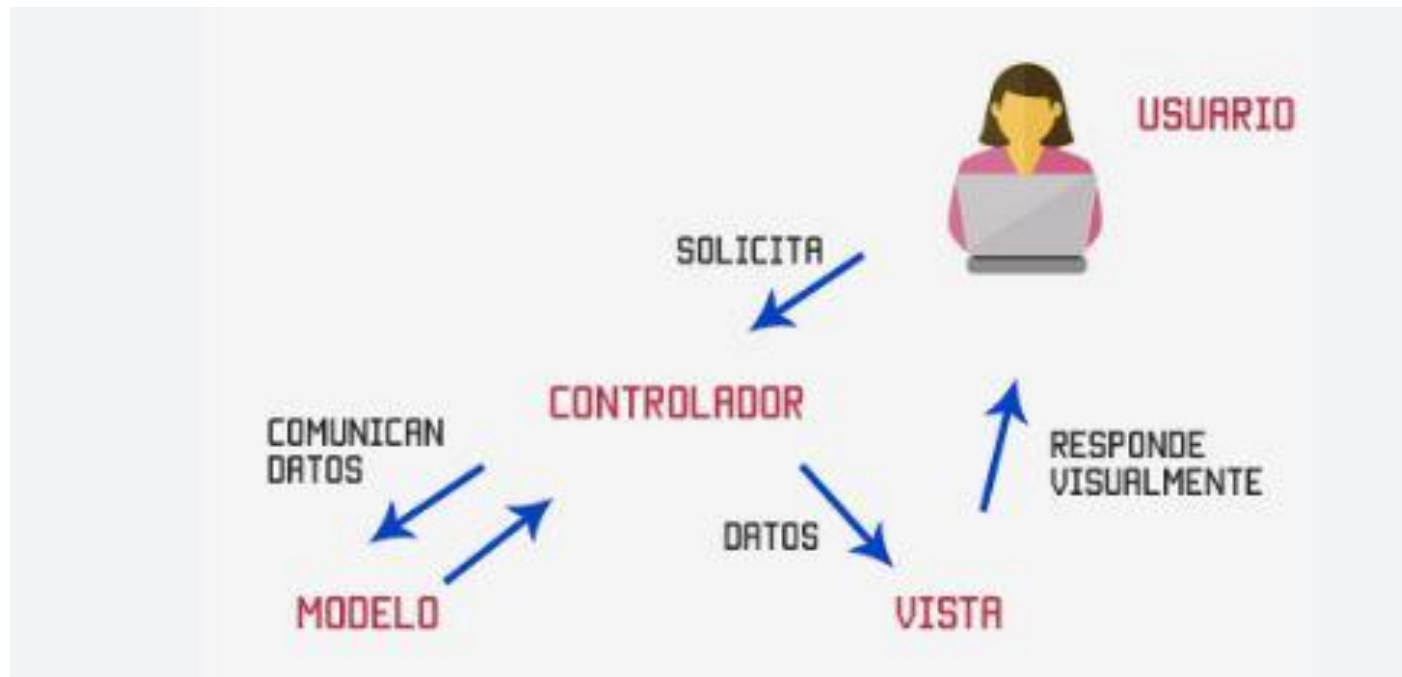 USUARIO
SOLICITA
CONTROLADOR
COMUNICAN
DATOS
RESPONDE
VISUALMENTE
DATOS
MODELO
VISTA